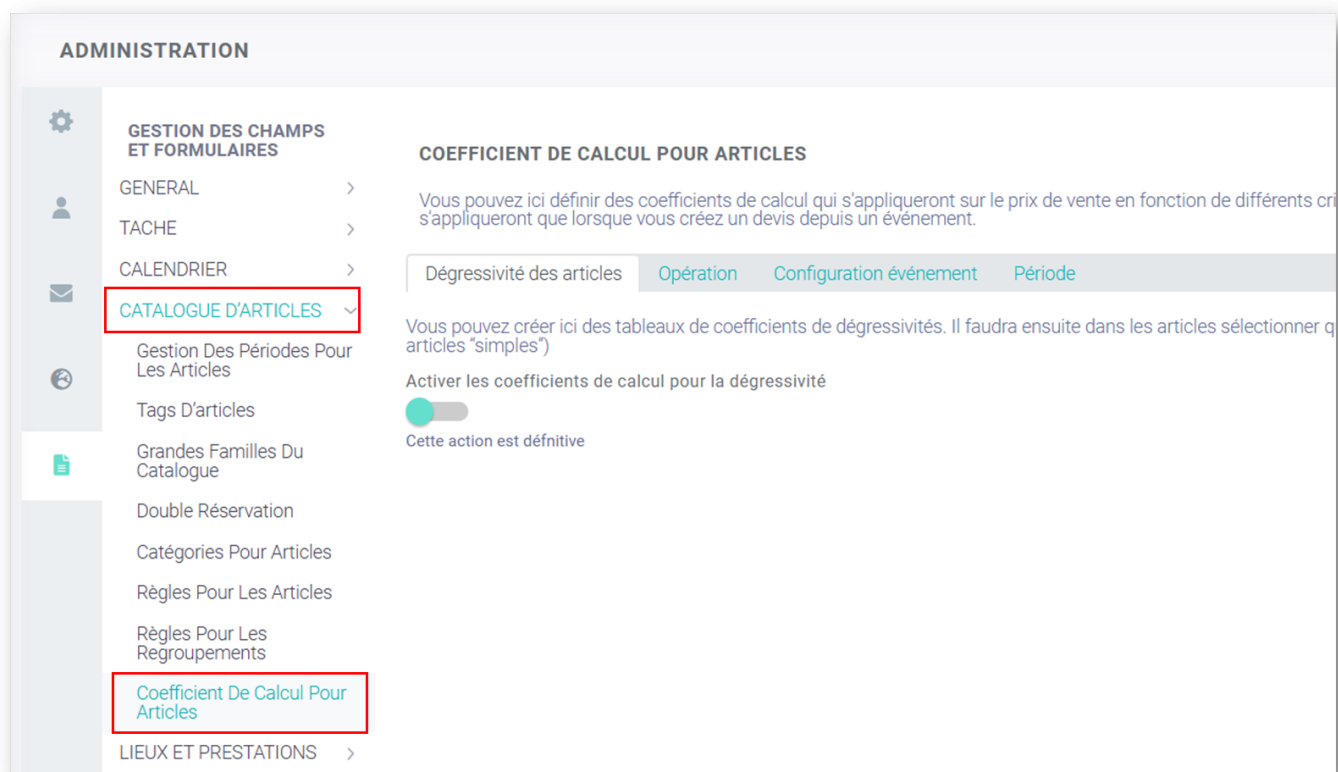 ADMINISTRATION
GESTION DES CHAMPS
ET FORMULAIRES
GENERAL
TACHE
CALENDRIER
CATALOGUE D'ARTICLES
Gestion Des Périodes Pour
Les Articles
Tags D'articles
Grandes Familles Du
Catalogue
Double Réservation
Catégories Pour Articles
Règles Pour Les Articles
Règles Pour Les
Regroupements
Coefficient De Calcul Pour
Articles
LIEUX ET PRESTATIONS
COEFFICIENT DE CALCUL POUR ARTICLES
Vous pouvez ici définir des coefficients de calcul qui s'appliqueront sur le prix de vente en fonction de différents cri
s'appliqueront que lorsque vous créez un devis depuis un événement.
Dégressivité des articles Opération Configuration événement Période
Vous pouvez créer ici des tableaux de coefficients de dégressivités. Il faudra ensuite dans les articles sélectionner q
articles "simples")
Activer les coefficients de calcul pour la dégressivité
Cette action est défnitive